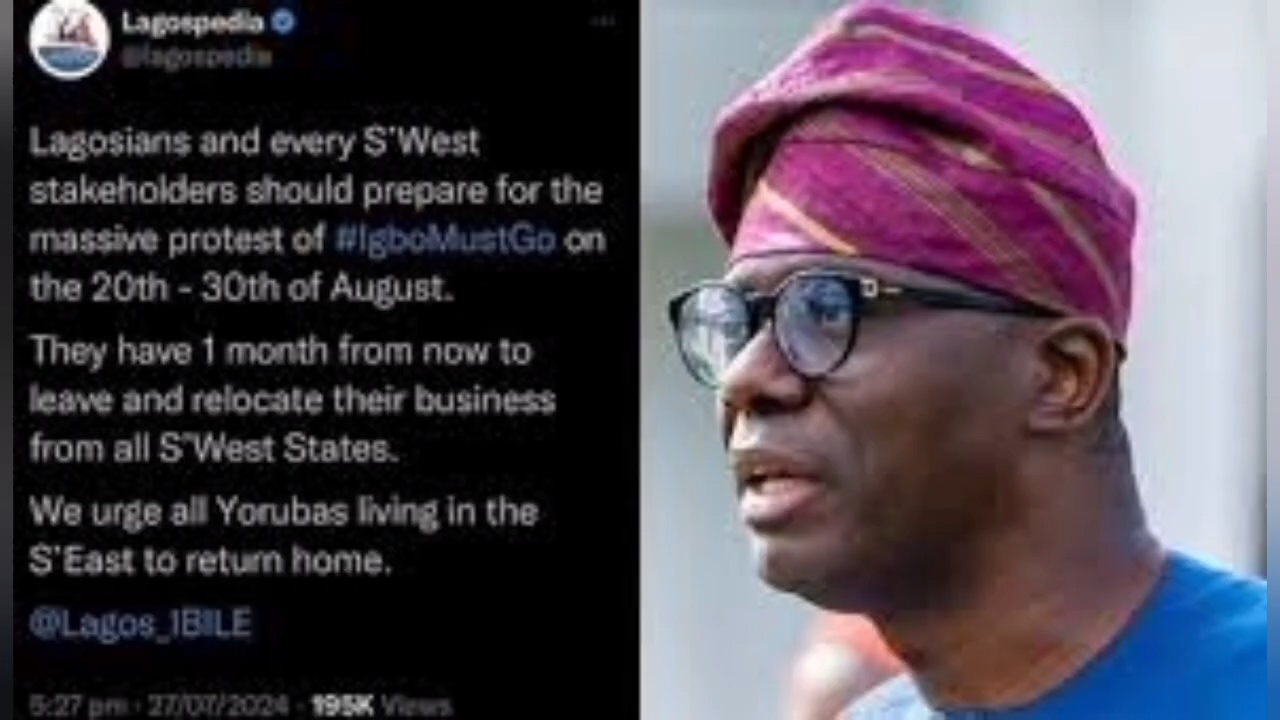 Lagospedia
@lagospedia
Lagosians and every S'West
stakeholders should prepare for the
massive protest of #IgboMustGo on
the 20th - 30th of August.
They have 1 month from now to
leave and relocate their business
from all S"West States.
We urge all Yorubas living in the
S'East to return home.
@Lagos_1BILE
5:27 pm · 27/07/2024 · 195K Views